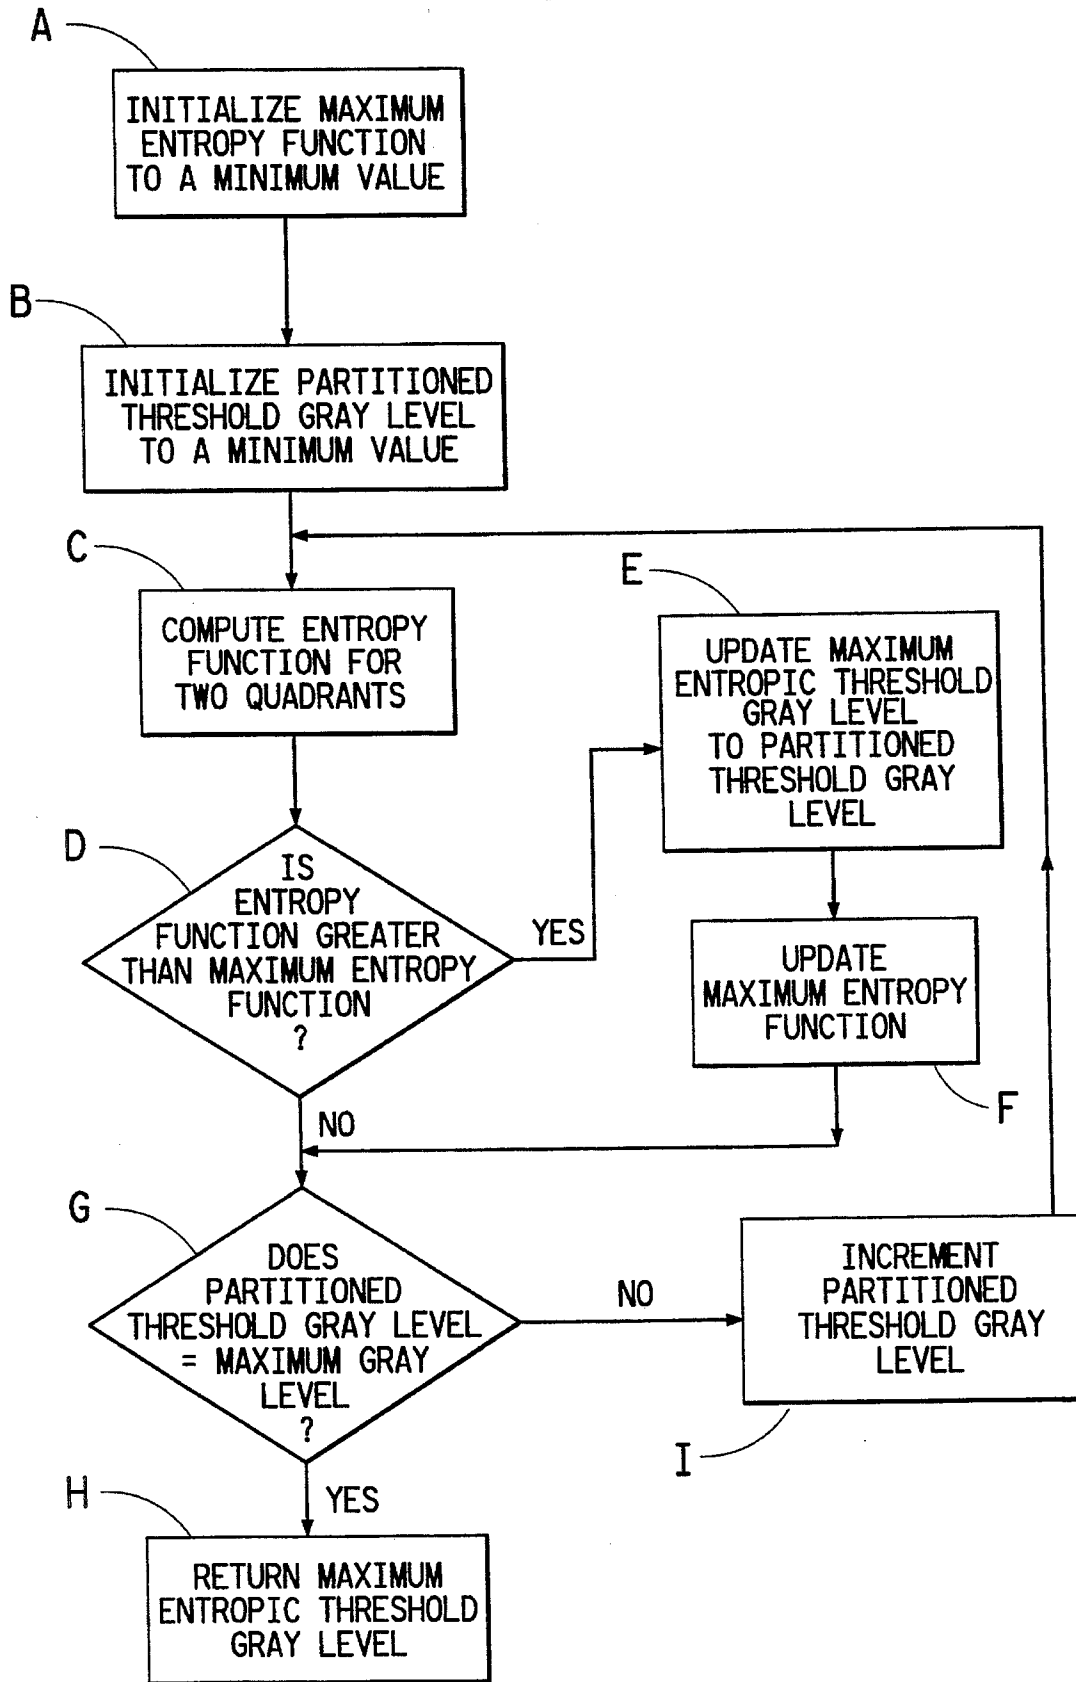 A
INITIALIZE MAXIMUM
ENTROPY FUNCTION
TO A MINIMUM VALUE
B
INITIALIZE PARTITIONED
THRESHOLD GRAY LEVEL
TO A MINIMUM VALUE
C
COMPUTE ENTROPY
FUNCTION FOR
TWO QUADRANTS
D
IS
ENTROPY
FUNCTION GREATER
THAN MAXIMUM ENTROPY
FUNCTION
?
YES
NO
E
UPDATE MAXIMUM
ENTROPIC THRESHOLD
GRAY LEVEL
TO PARTITIONED
THRESHOLD GRAY
LEVEL
UPDATE
MAXIMUM ENTROPY
FUNCTION
F
G
DOES
PARTITIONED
THRESHOLD GRAY LEVEL
= MAXIMUM GRAY
LEVEL
?
NO
YES
INCREMENT
PARTITIONED
THRESHOLD GRAY
LEVEL
I
H
RETURN MAXIMUM
ENTROPIC THRESHOLD
GRAY LEVEL